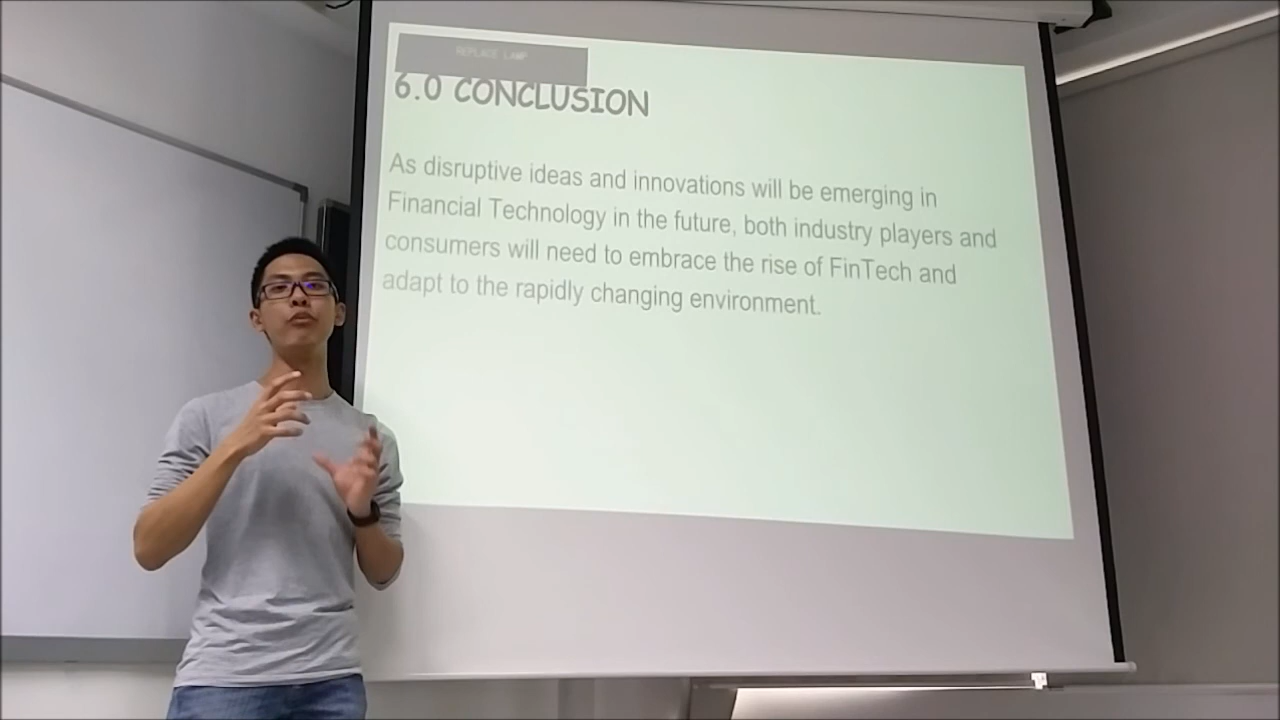 REPLACE LAMP
6.0 CONCLUSION
As disruptive ideas and innovations will be emerging in
Financial Technology in the future, both industry players and
consumers will need to embrace the rise of FinTech and
adapt to the rapidly changing environment.